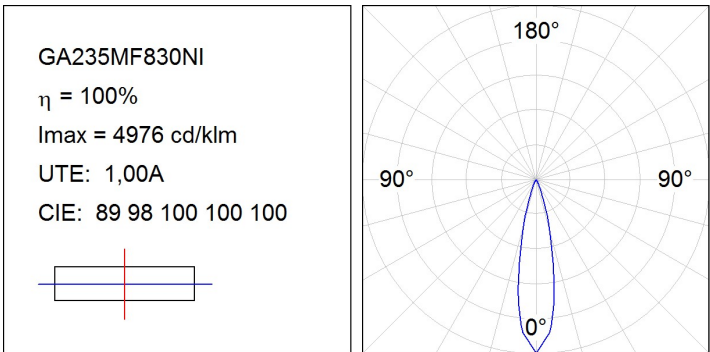 GA235MF830NI
η = 100%
Imax = 4976 cd/klm
UTE: 1,00A
CIE: 89 98 100 100 100
180°
90° 90°
0°